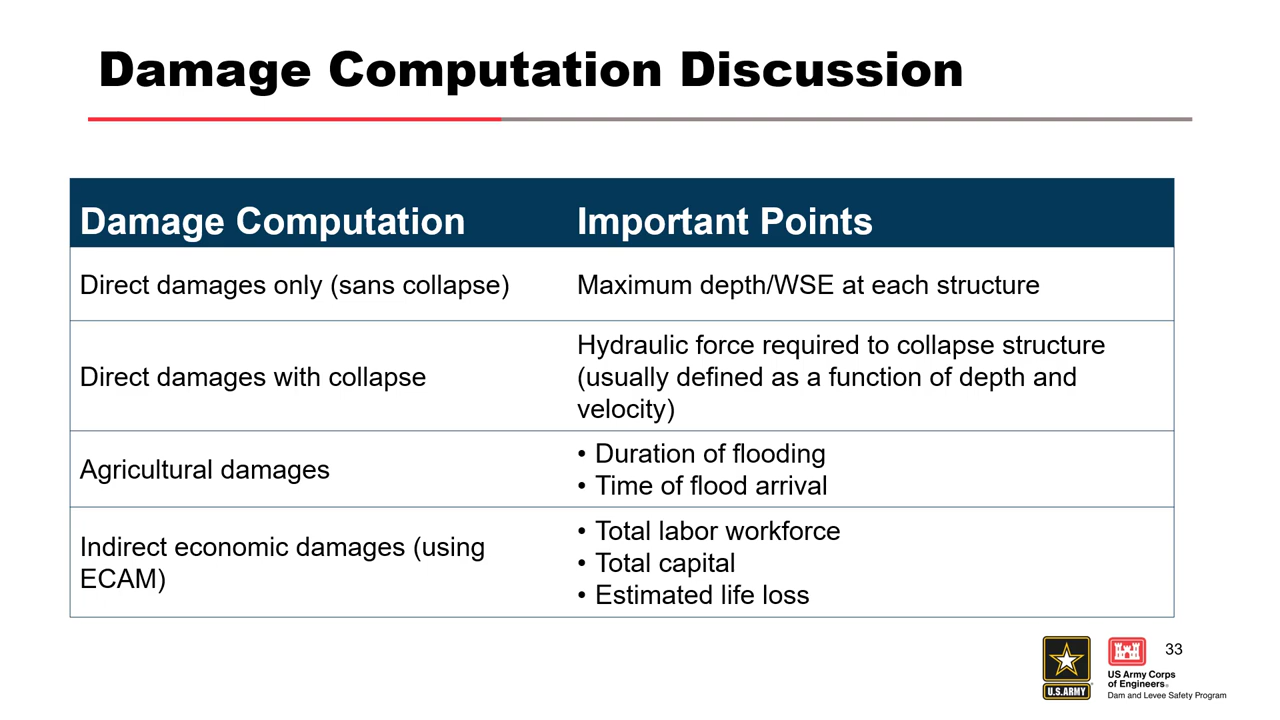 Damage Computation Discussion
Damage Computation
Important Points
Direct damages only (sans collapse)
Maximum depth/WSE at each structure
Direct damages with collapse
Hydraulic force required to collapse structure
(usually defined as a function of depth and
velocity)
Agricultural damages
• Duration of flooding
• Time of flood arrival
Indirect economic damages (using
ECAM)
• Total labor workforce
• Total capital
• Estimated life loss
33
U.S.ARMY
US Army Corps
of Engineers®
Dam and Levee Safety Program